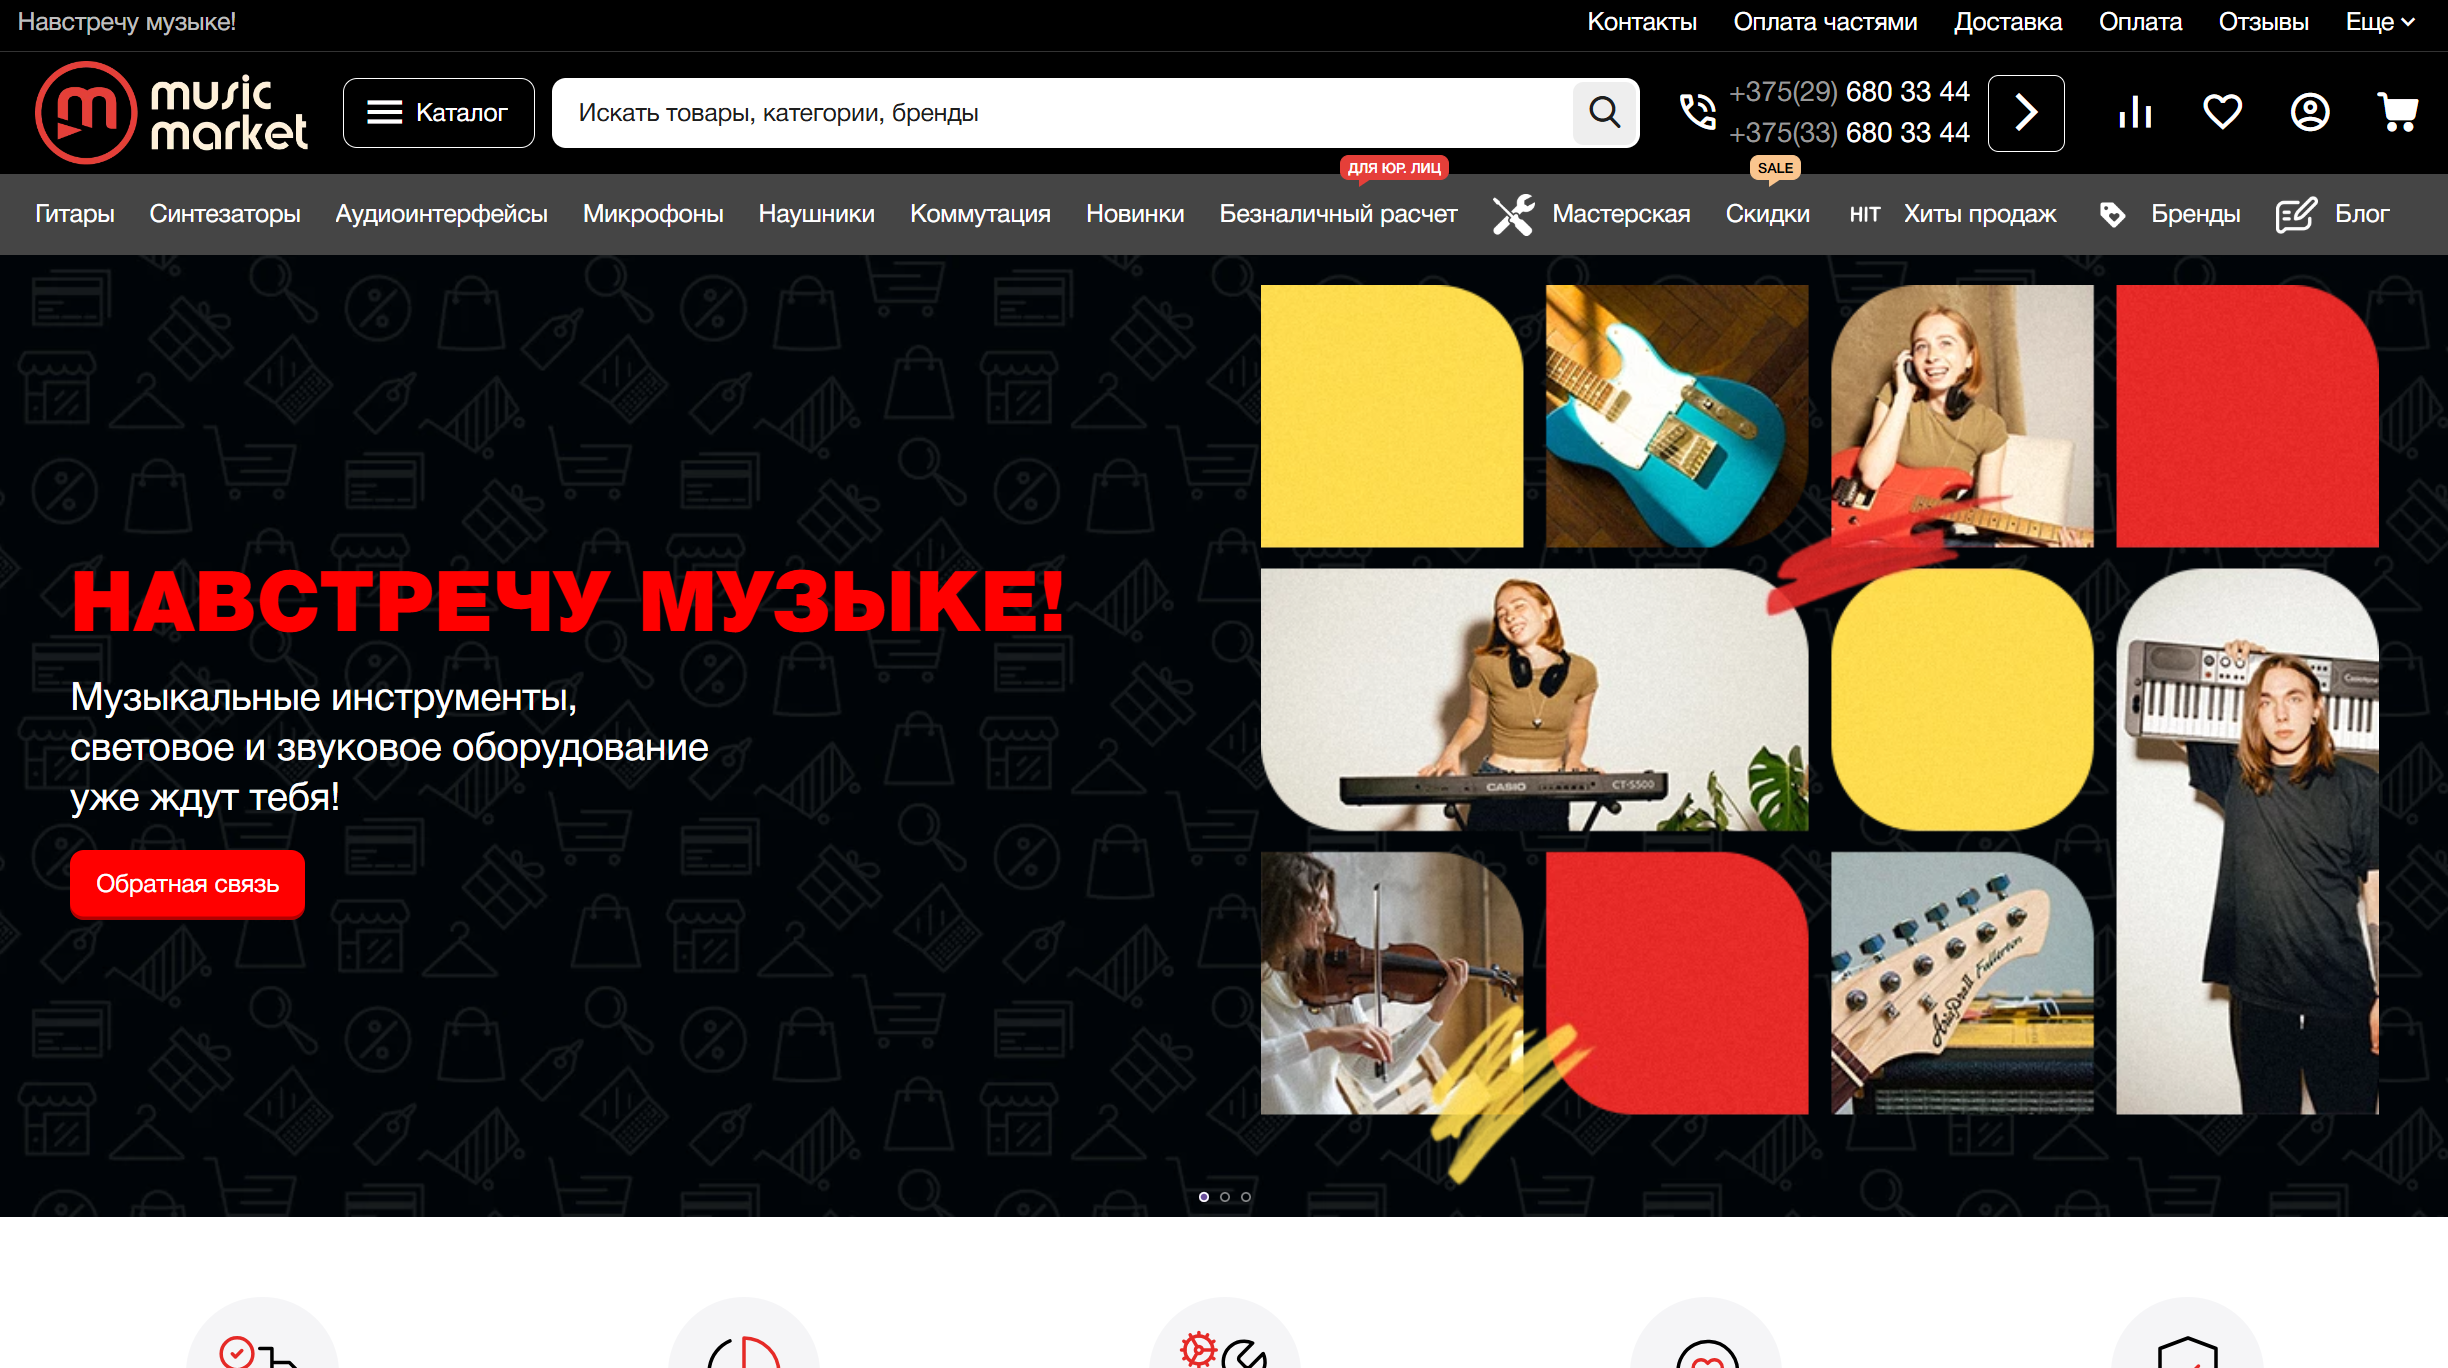 Навстречу музыке!
Контакты
Оплата частями
Доставка
Оплата
Отзывы
Еще
music
market
Каталог
Искать товары, категории, бренды
+375(29) 680 33 44
+375(33) 680 33 44
ДЛЯ ЮР. ЛИЦ
SALE
Гитары
Синтезаторы
Аудиоинтерфейсы
Микрофоны
Наушники
Коммутация
Новинки
Безналичный расчет
Мастерская
Скидки
HIT
Хиты продаж
Бренды
Блог
НАВСТРЕЧУ МУЗЫКЕ!
Музыкальные инструменты,
световое и звуковое оборудование
уже ждут тебя!
Обратная связь
CASIO
CT-S500
Fullerton